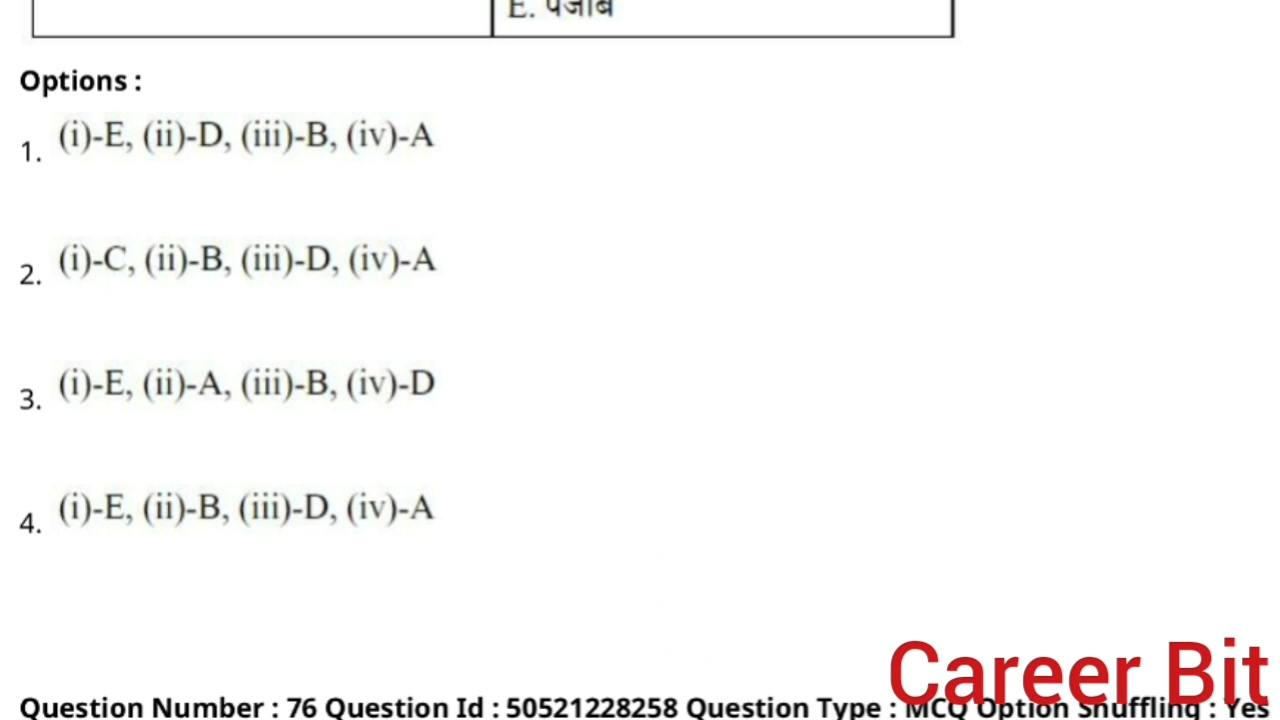 E. पंजाब
Options :
1. (i)-E, (ii)-D, (iii)-B, (iv)-A
2. (i)-C, (ii)-B, (iii)-D, (iv)-A
3. (i)-E, (ii)-A, (iii)-B, (iv)-D
4. (i)-E, (ii)-B, (iii)-D, (iv)-A
Career Bit
Question Number : 76 Question Id : 50521228258 Question Type : MCQ Option Shuffling : Yes